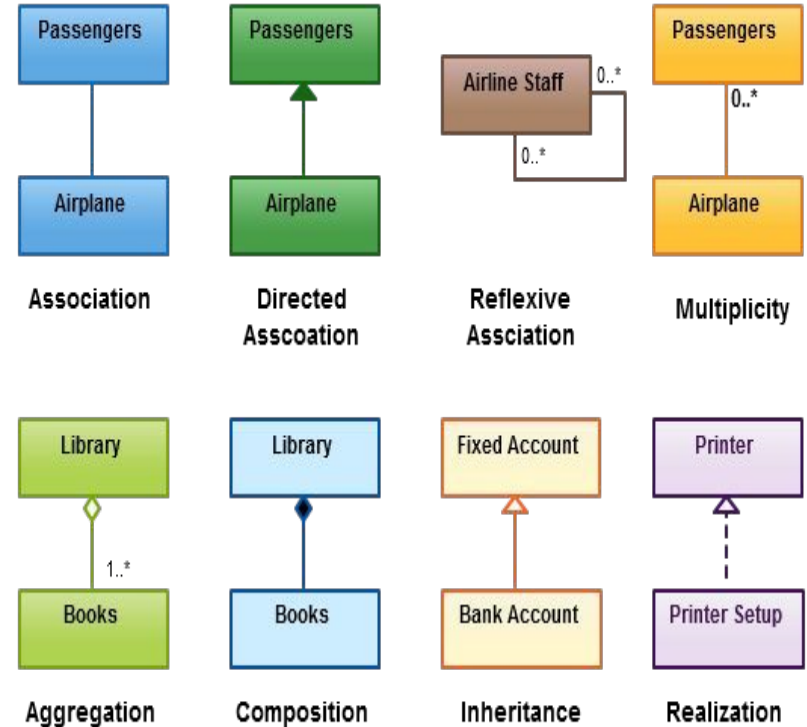 Passengers
Airplane
Association
Passengers
Airplane
Directed
Asscoation
Airline Staff
0..*
0..*
Reflexive
Assciation
Passengers
0..*
Airplane
Multiplicity
Library
1..*
Books
Aggregation
Library
Books
Composition
Fixed Account
Bank Account
Inheritance
Printer
Printer Setup
Realization